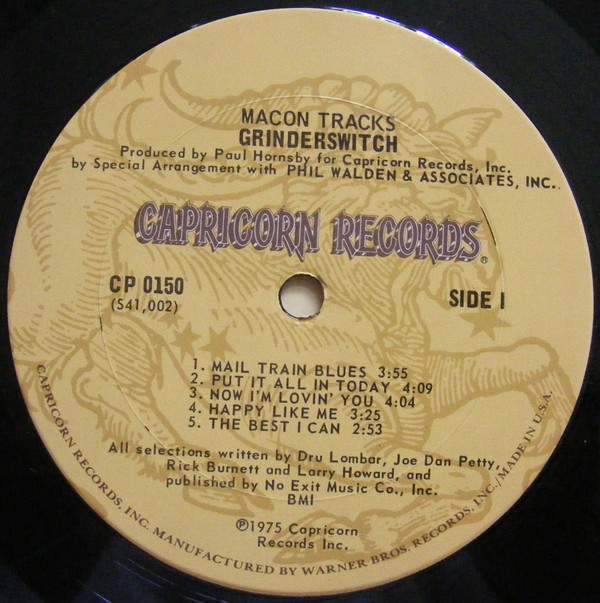 MACON TRACKS
GRINDERSWITCH
Produced by Paul Hornsby for Capricorn Records, Inc.
by Special Arrangement with PHIL WALDEN & ASSOCIATES, INC.
CAPRICORN RECORDS®
CP 0150
(S41,002)
SIDE I
1. MAIL TRAIN BLUES 3:55
2. PUT IT ALL IN TODAY 4:09
3. NOW I'M LOVIN' YOU 4:04
4. HAPPY LIKE ME 3:25
5. THE BEST I CAN 2:53
All selections written by Dru Lombar, Joe Dan Petty,
Rick Burnett and Larry Howard, and
published by No Exit Music Co., Inc.
BMI
℗1975 Capricorn
Records Inc.
CAPRICORN RECORDS, INC. MANUFACTURED BY WARNER BROS. RECORDS, INC./MADE IN U.S.A.